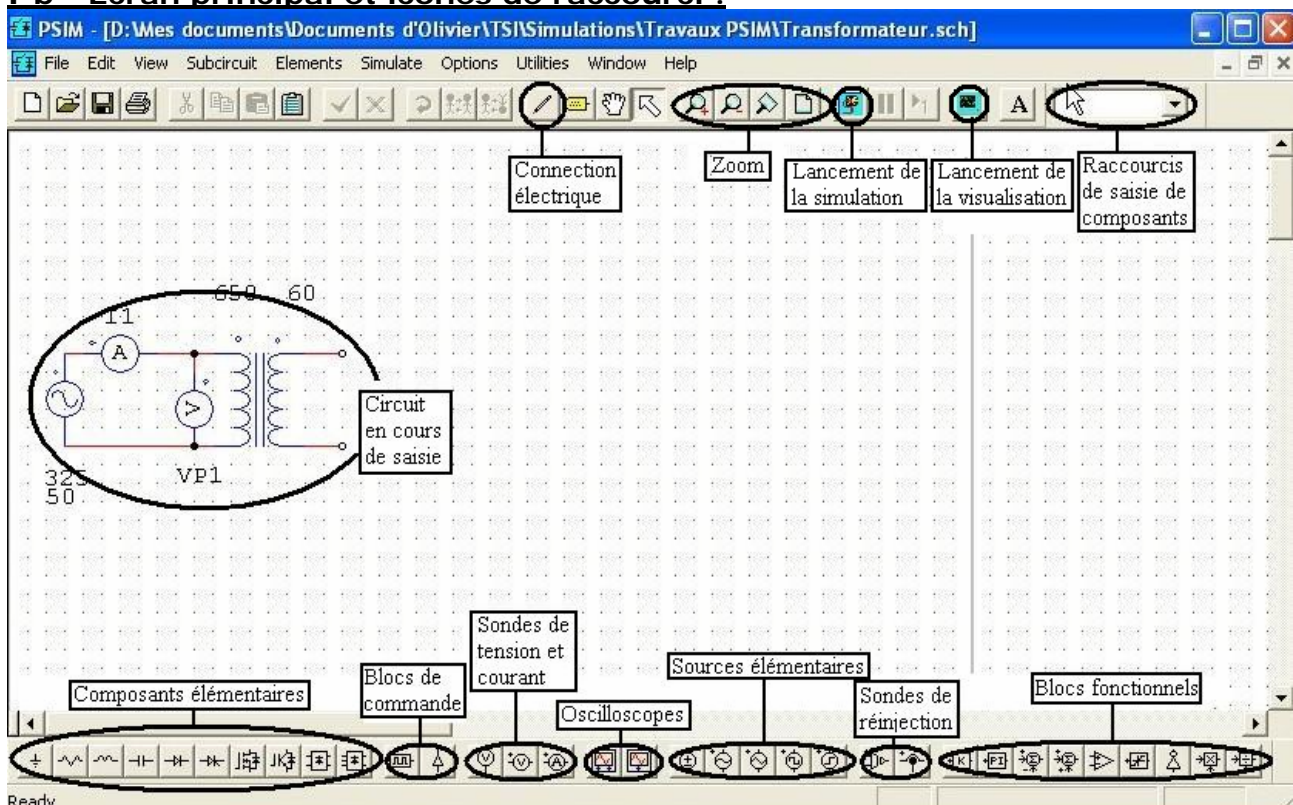 1-b - Ecran principal et icônes de raccourci :
PSIM - [D:\Mes documents\Documents d'Olivier\TSI\Simulations\Travaux PSIM\Transformateur.sch]
File Edit View Subcircuit Elements Simulate Options Utilities Window Help
A
Connection
électrique
Zoom
Lancement de
la simulation
Lancement de
la visualisation
Raccourcis
de saisie de
composants
650 60
I1
A
V
VP1
325
50
Circuit
en cours
de saisie
Composants élémentaires
Blocs de
commande
Sondes de
tension et
courant
Oscilloscopes
Sources élémentaires
Sondes de
réinjection
Blocs fonctionnels
V V A
K PI
Ready